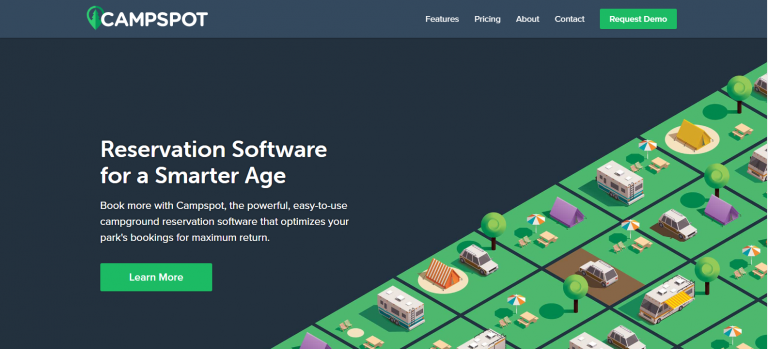 CAMPSPOT
Features Pricing About Contact Request Demo
Reservation Software
for a Smarter Age
Book more with Campspot, the powerful, easy-to-use
campground reservation software that optimizes your
park's bookings for maximum return.
Learn More